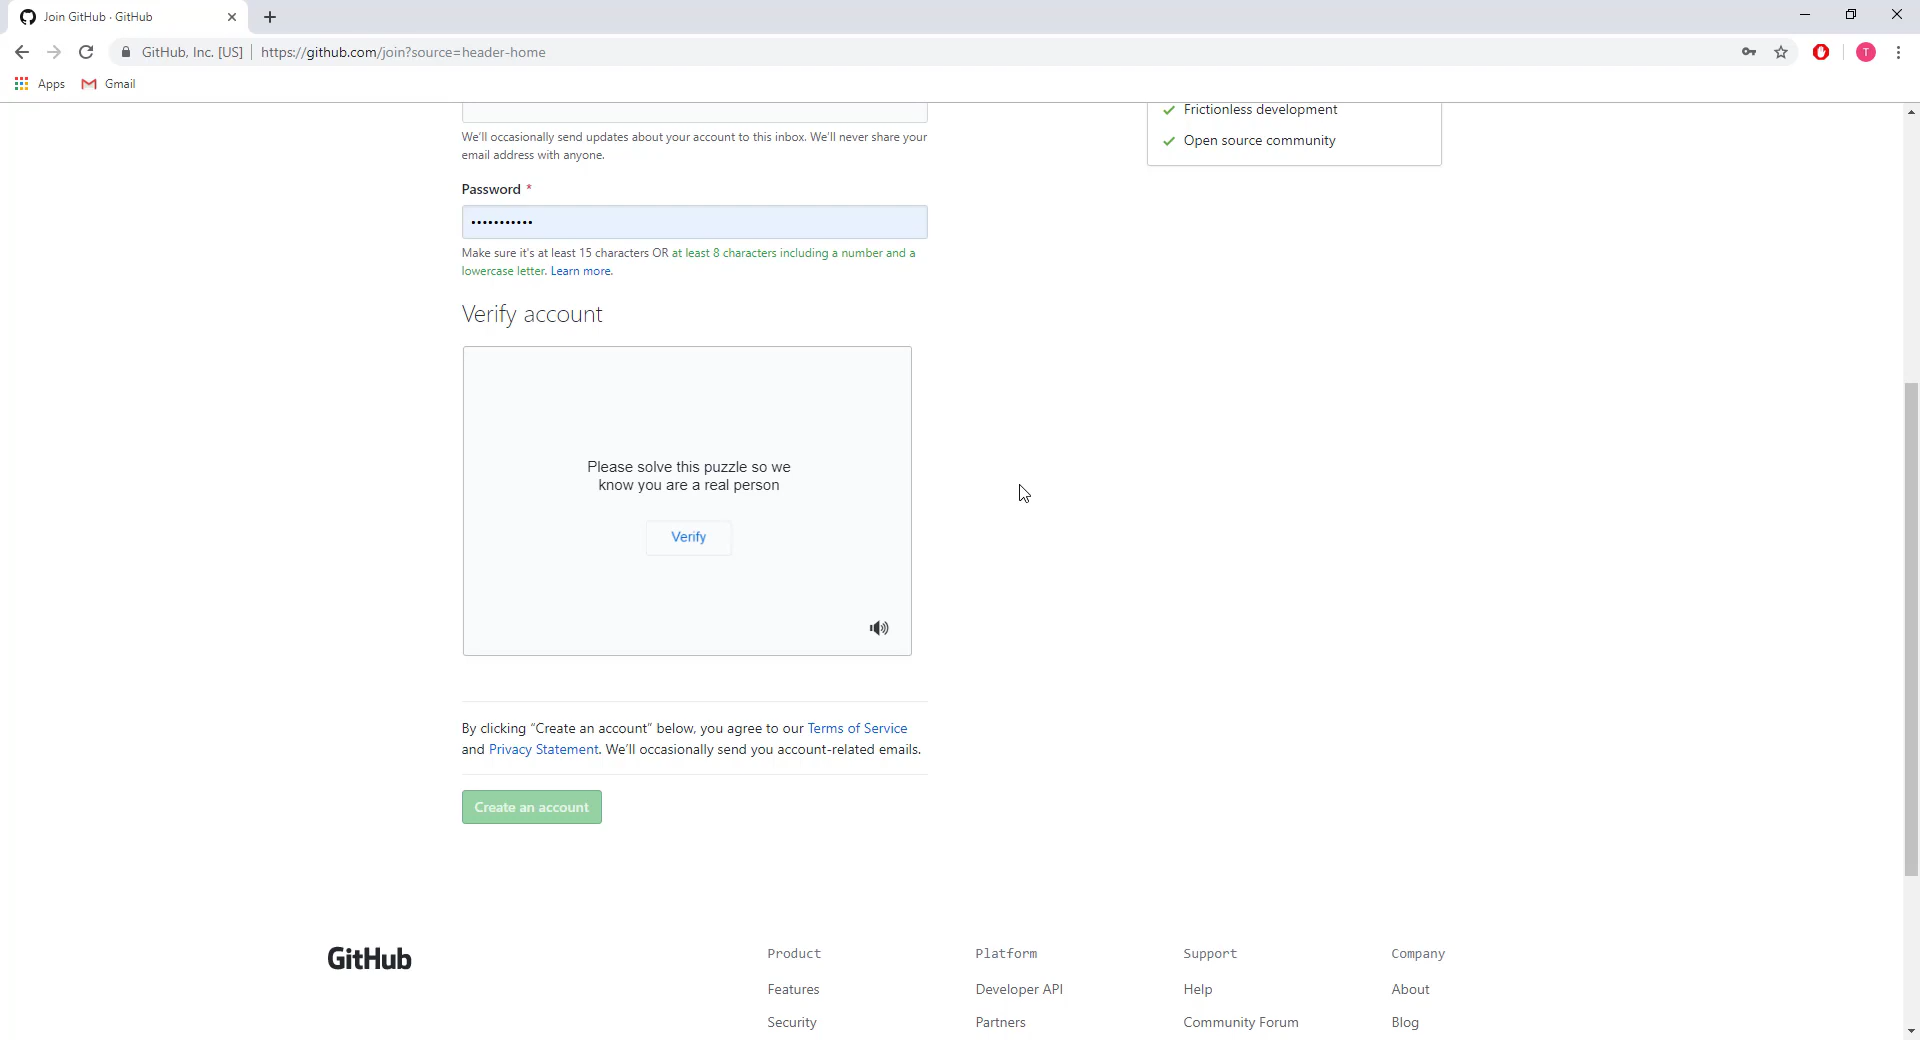 Join GitHub · GitHub
GitHub, Inc. [US] https://github.com/join?source=header-home
T
Apps Gmail
We'll occasionally send updates about your account to this inbox. We'll never share your
email address with anyone.
Password *
•••••••••••
Make sure it's at least 15 characters OR at least 8 characters including a number and a
lowercase letter. Learn more.
Frictionless development
Open source community
Verify account
Please solve this puzzle so we
know you are a real person
Verify
By clicking “Create an account” below, you agree to our Terms of Service
and Privacy Statement. We'll occasionally send you account-related emails.
Create an account
GitHub
Product
Features
Security
Platform
Developer API
Partners
Support
Help
Community Forum
Company
About
Blog